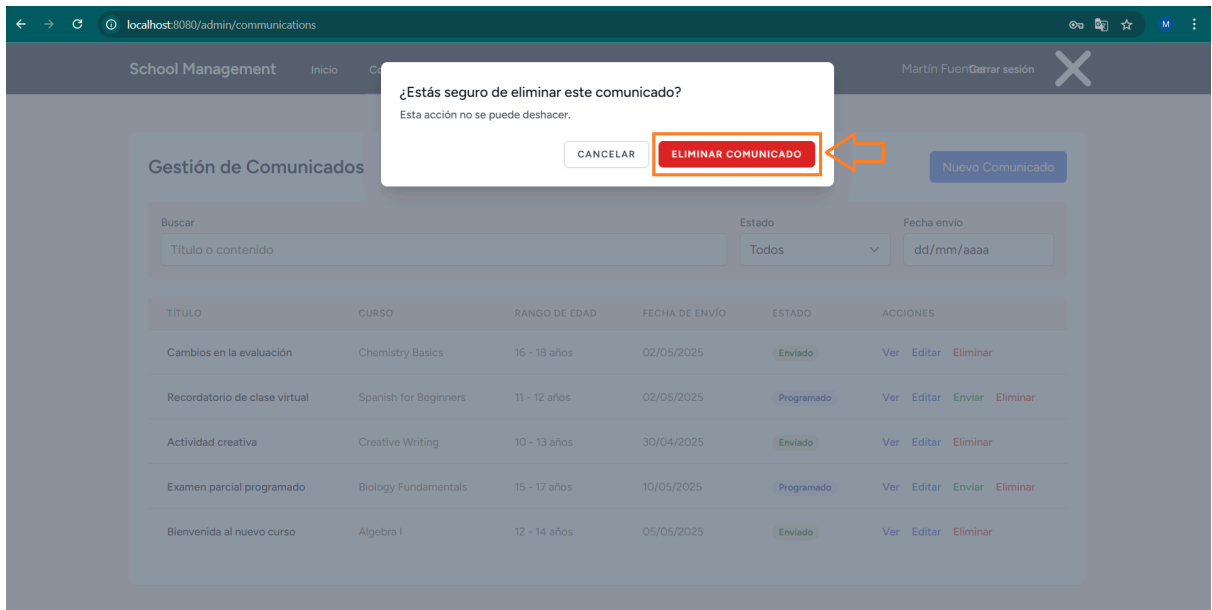 localhost:8080/admin/communications
M
School Management Inicio Martín Cerrar sesión
¿Estás seguro de eliminar este comunicado?
Esta acción no se puede deshacer.
CANCELAR ELIMINAR COMUNICADO
Gestión de Comunicados Nuevo Comunicado
Buscar Estado Fecha envío
Título o contenido Todos dd/mm/aaaa
TÍTULO CURSO RANGO DE EDAD FECHA DE ENVÍO ESTADO ACCIONES
Cambios en la evaluación Chemistry Basics 16 - 18 años 02/05/2025 Enviado Ver Editar Eliminar
Recordatorio de clase virtual Spanish for Beginners 11 - 12 años 02/05/2025 Programado Ver Editar Enviar Eliminar
Actividad creativa Creative Writing 10 - 13 años 30/04/2025 Enviado Ver Editar Eliminar
Examen parcial programado Biology Fundamentals 15 - 17 años 10/05/2025 Programado Ver Editar Enviar Eliminar
Bienvenida al nuevo curso Algebra I 12 - 14 años 05/05/2025 Enviado Ver Editar Eliminar